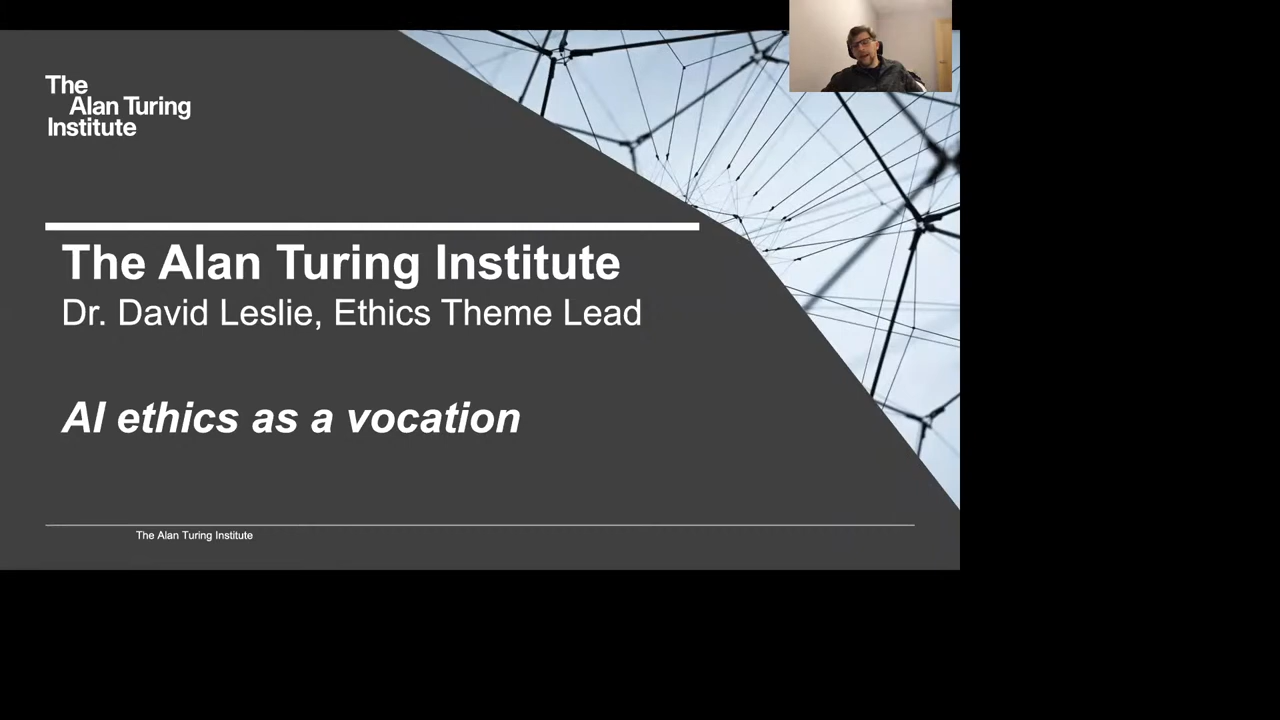 The
Alan Turing
Institute
The Alan Turing Institute
Dr. David Leslie, Ethics Theme Lead
AI ethics as a vocation
The Alan Turing Institute